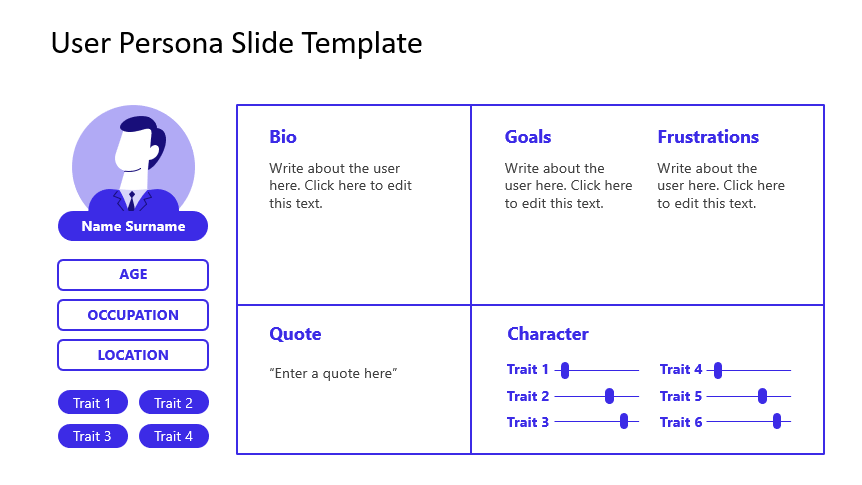 User Persona Slide Template
Name Surname
AGE
OCCUPATION
LOCATION
Trait 1
Trait 2
Trait 3
Trait 4
Bio
Write about the user
here. Click here to edit
this text.
Goals
Write about the
user here. Click here
to edit this text.
Frustrations
Write about the
user here. Click here
to edit this text.
Quote
“Enter a quote here”
Character
Trait 1
Trait 2
Trait 3
Trait 4
Trait 5
Trait 6